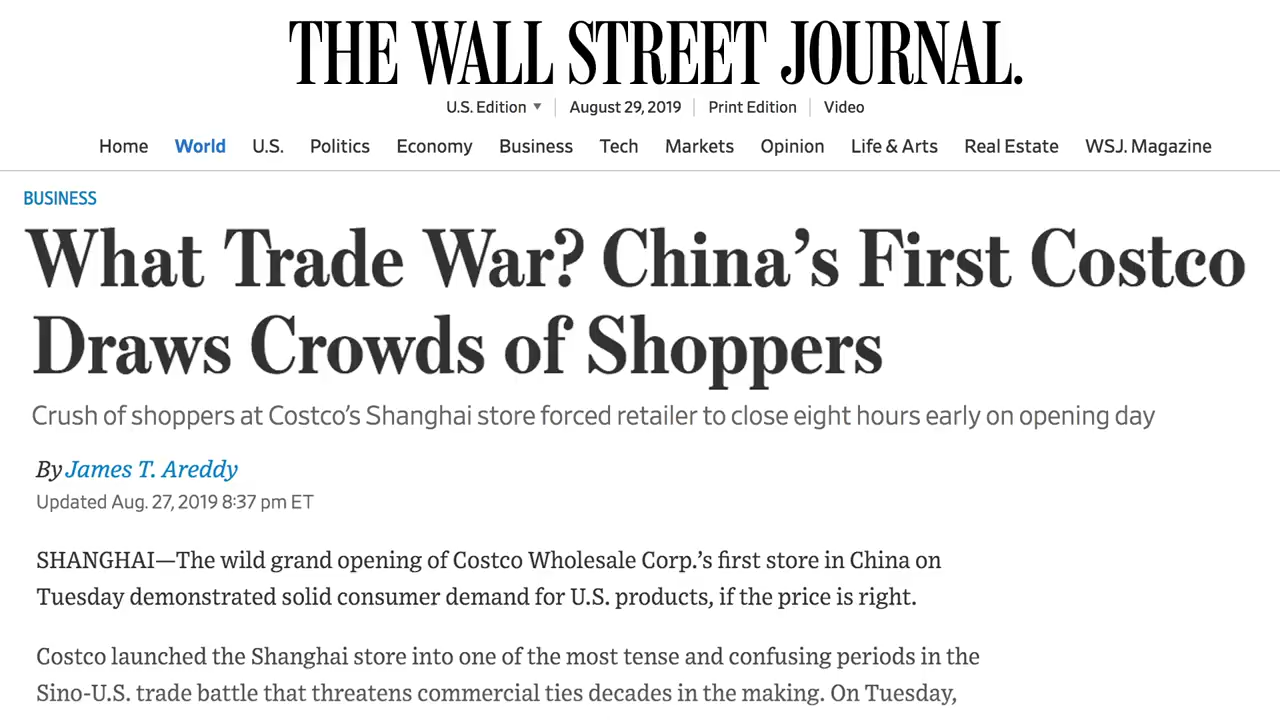 THE WALL STREET JOURNAL.
U.S. Edition August 29, 2019 Print Edition Video
Home World U.S. Politics Economy Business Tech Markets Opinion Life & Arts Real Estate WSJ. Magazine
BUSINESS
What Trade War? China’s First Costco
Draws Crowds of Shoppers
Crush of shoppers at Costco’s Shanghai store forced retailer to close eight hours early on opening day
By James T. Areddy
Updated Aug. 27, 2019 8:37 pm ET
SHANGHAI—The wild grand opening of Costco Wholesale Corp.’s first store in China on
Tuesday demonstrated solid consumer demand for U.S. products, if the price is right.
Costco launched the Shanghai store into one of the most tense and confusing periods in the
Sino-U.S. trade battle that threatens commercial ties decades in the making. On Tuesday,